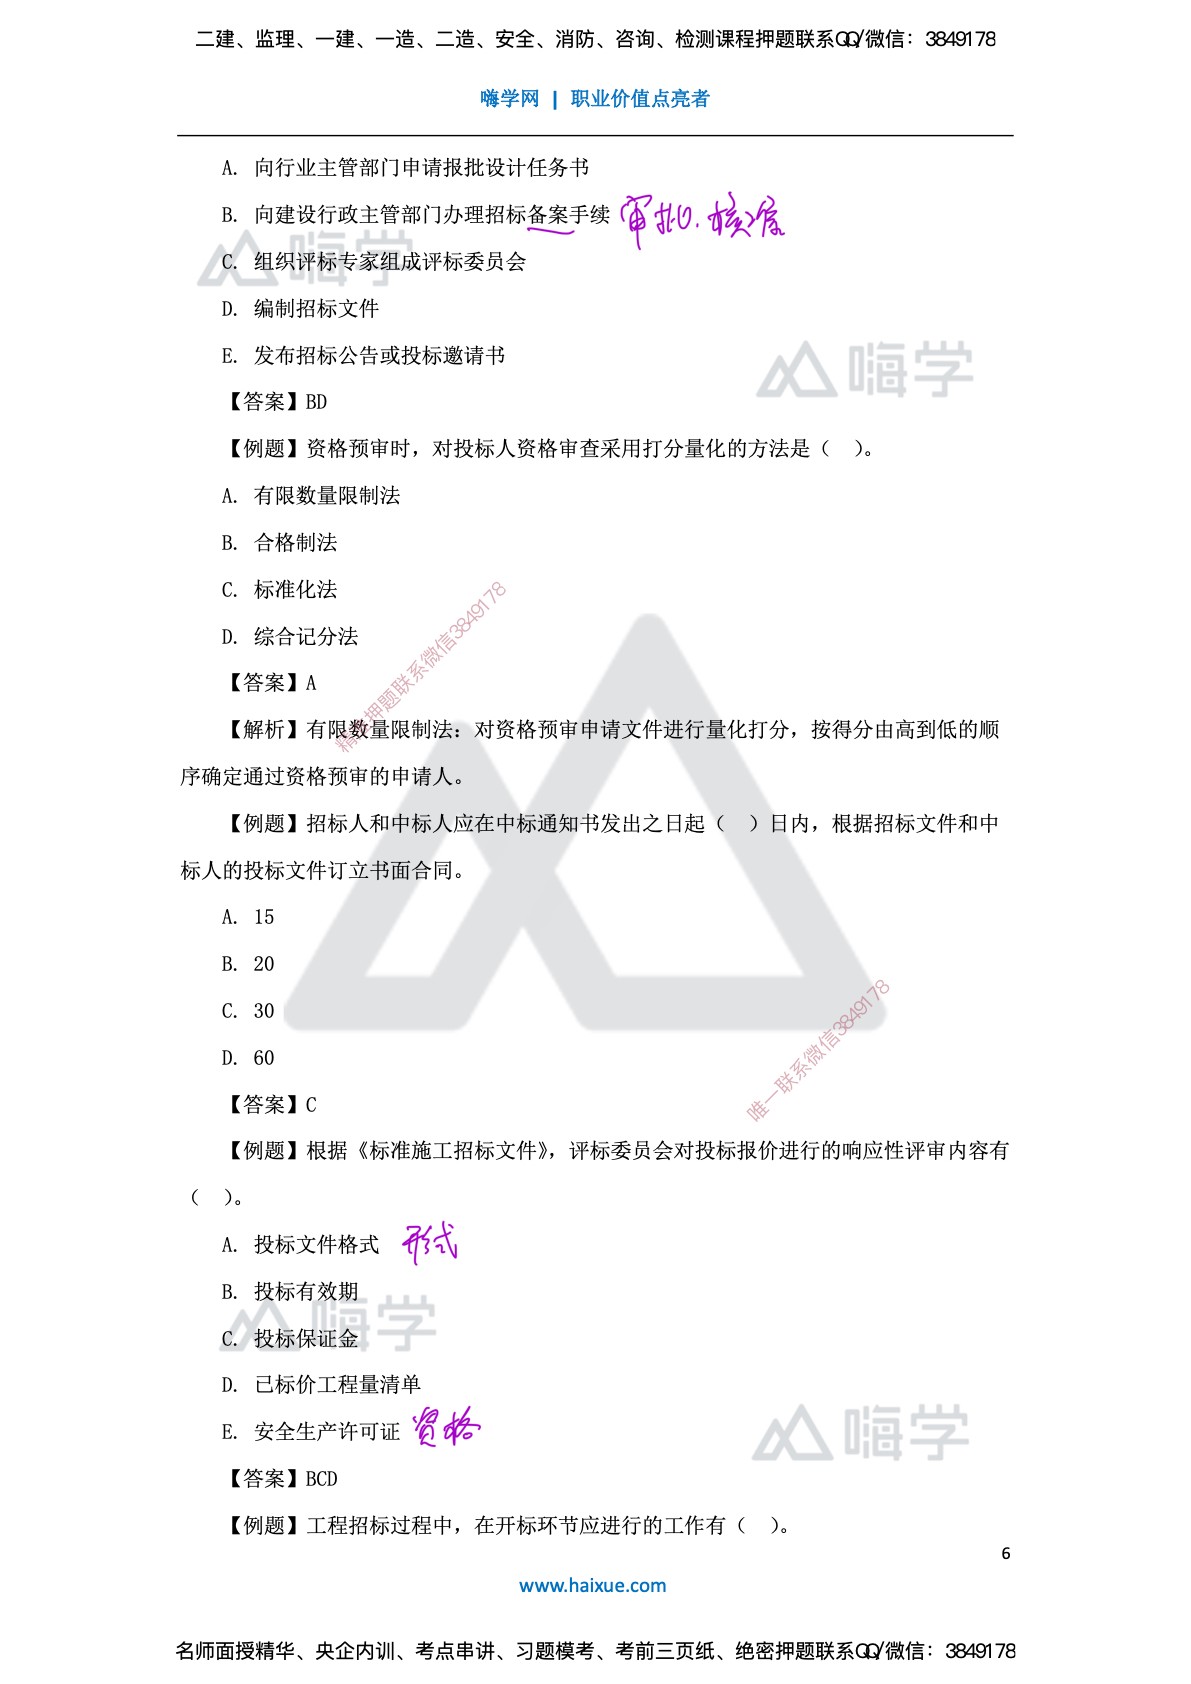 二建、监理、一建、一造、二造、安全、消防、咨询、检测课程押题联系QQ/微信：3849178
嗨学网 | 职业价值点亮者
A. 向行业主管部门申请报批设计任务书
B. 向建设行政主管部门办理招标备案手续 审批、核准
嗨学
C. 组织评标专家组成评标委员会
D. 编制招标文件
E. 发布招标公告或投标邀请书
嗨学
【答案】BD
【例题】资格预审时，对投标人资格审查采用打分量化的方法是（ ）。
A. 有限数量限制法
B. 合格制法
C. 标准化法
D. 综合记分法
精准押题联系微信3849178
【答案】A
【解析】有限数量限制法：对资格预审申请文件进行量化打分，按得分由高到低的顺
序确定通过资格预审的申请人。
【例题】招标人和中标人应在中标通知书发出之日起（ ）日内，根据招标文件和中
标人的投标文件订立书面合同。
A. 15
B. 20
C. 30
D. 60
唯一联系微信3849178
【答案】C
【例题】根据《标准施工招标文件》，评标委员会对投标报价进行的响应性评审内容有
（ ）。
A. 投标文件格式 形式
B. 投标有效期
嗨学
C. 投标保证金
D. 已标价工程量清单
E. 安全生产许可证 资格
嗨学
【答案】BCD
【例题】工程招标过程中，在开标环节应进行的工作有（ ）。
6
www.haixue.com
名师面授精华、央企内训、考点串讲、习题模考、考前三页纸、绝密押题联系QQ/微信：3849178